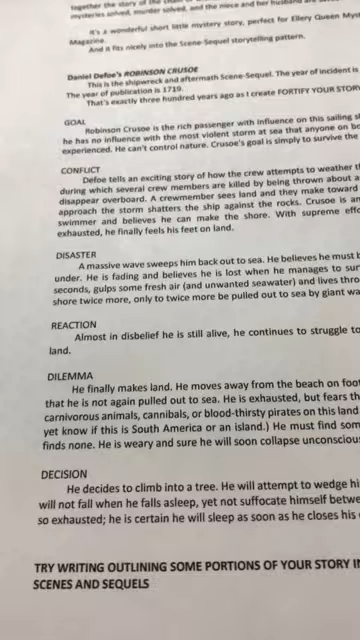 together the story of the
mysteries solved, murder solved, and the niece and her husband
It's a wonderful short little mystery story, perfect for Ellery Queen Mys
Magazine.
And it fits nicely into the Scene-Sequel storytelling pattern.
Daniel Defoe's ROBINSON CRUSOE
This is the shipwreck and aftermath Scene-Sequel. The year of incident is
The year of publication is 1719.
That's exactly three hundred years ago as I create FORTIFY YOUR STORY
GOAL
Robinson Crusoe is the rich passenger with influence on this sailing s
he has no influence with the most violent storm at sea that anyone on bo
experienced. He can't control nature. Crusoe's goal is simply to survive the
CONFLICT
Defoe tells an exciting story of how the crew attempts to weather t
during which several crew members are killed by being thrown about a
disappear overboard. A crewmember sees land and they make toward
approach the storm shatters the ship against the rocks. Crusoe is an
swimmer and believes he can make the shore. With supreme effo
exhausted, he finally feels his feet on land.
DISASTER
A massive wave sweeps him back out to sea. He believes he must b
under. He is fading and believes he is lost when he manages to sur
seconds, gulps some fresh air (and unwanted seawater) and lives thro
shore twice more, only to twice more be pulled out to sea by giant wa
REACTION
Almost in disbelief he is still alive, he continues to struggle to
land.
DILEMMA
He finally makes land. He moves away from the beach on foot
that he is not again pulled out to sea. He is exhausted, but fears th
carnivorous animals, cannibals, or blood-thirsty pirates on this land
yet know if this is South America or an island.) He must find som
finds none. He is weary and sure he will soon collapse unconsciou
DECISION
He decides to climb into a tree. He will attempt to wedge hi
will not fall when he falls asleep, yet not suffocate himself betwe
so exhausted; he is certain he will sleep as soon as he closes his
TRY WRITING OUTLINING SOME PORTIONS OF YOUR STORY IN
SCENES AND SEQUELS